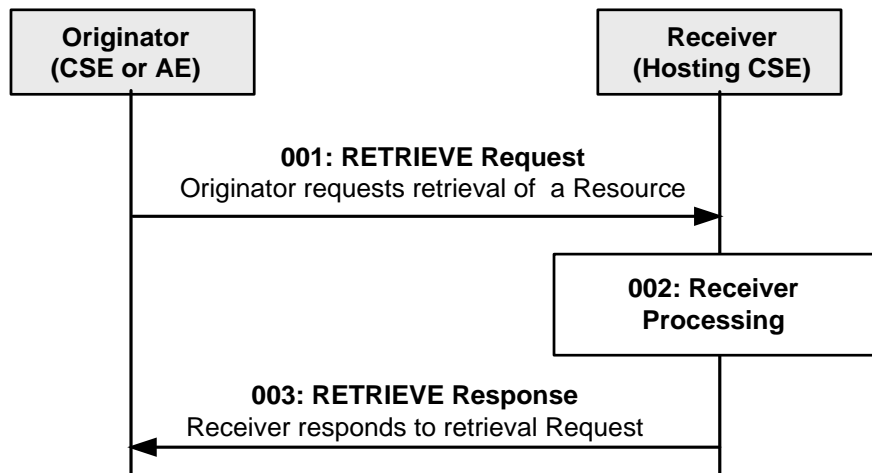 Originator
(CSE or AE)
Receiver
(Hosting CSE)
001: RETRIEVE Request
Originator requests retrieval of a Resource
002: Receiver
Processing
003: RETRIEVE Response
Receiver responds to retrieval Request